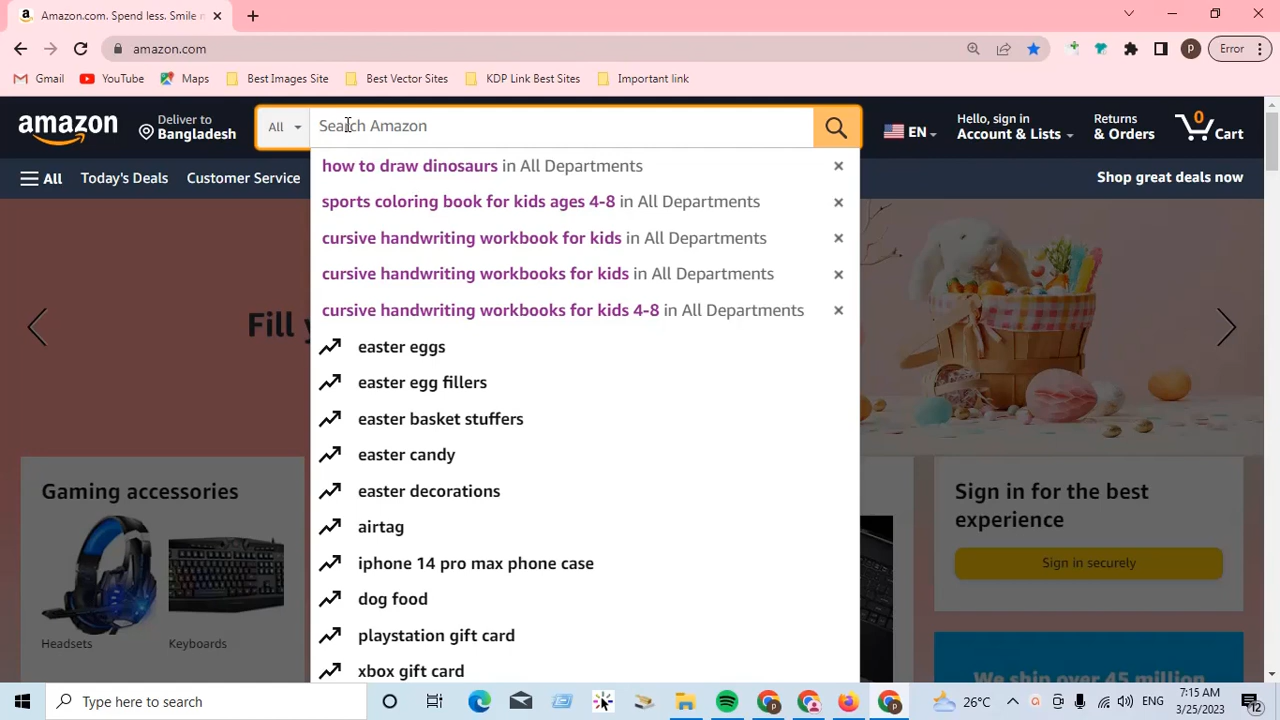 Amazon.com. Spend less. Smile
amazon.com
Error
Gmail
YouTube
Maps
Best Images Site
Best Vector Sites
KDP Link Best Sites
Important link
amazon
Deliver to
Bangladesh
All
Search Amazon
EN
Hello, sign in
Account & Lists
Returns
& Orders
0
Cart
All
Today's Deals
Customer Service
Shop great deals now
how to draw dinosaurs in All Departments
sports coloring book for kids ages 4-8 in All Departments
cursive handwriting workbook for kids in All Departments
cursive handwriting workbooks for kids in All Departments
cursive handwriting workbooks for kids 4-8 in All Departments
Fill
easter eggs
easter egg fillers
easter basket stuffers
easter candy
easter decorations
airtag
iphone 14 pro max phone case
dog food
playstation gift card
xbox gift card
Gaming accessories
Headsets
Keyboards
Sign in for the best
experience
Sign in securely
We ship over 45 million
Type here to search
26°C
ENG
7:15 AM
3/25/2023
12